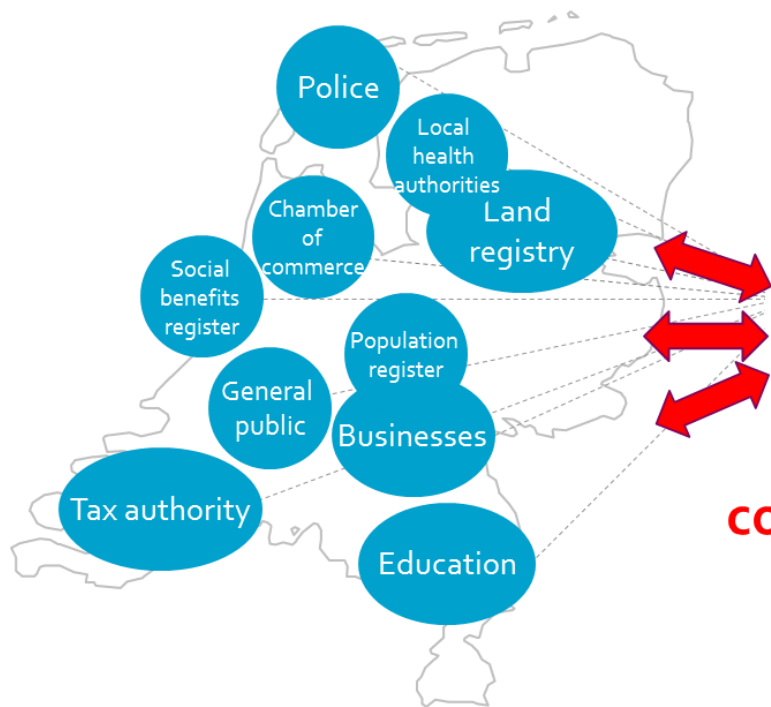 Police
Local
health
authorities
Land
registry
Chamber
of
commerce
Social
benefits
register
Population
register
General
public
Businesses
Tax authority
Education